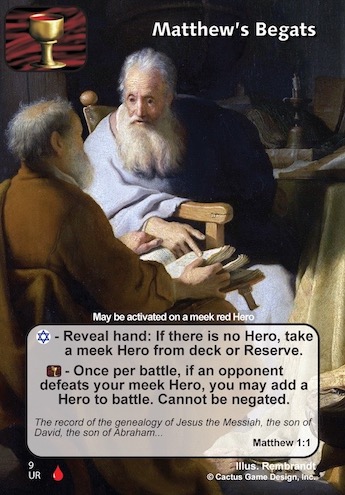 Matthew's Begats
May be activated on a meek red Hero
- Reveal hand: If there is no Hero, take
a meek Hero from deck or Reserve.
- Once per battle, if an opponent
defeats your meek Hero, you may add a
Hero to battle. Cannot be negated.
The record of the genealogy of Jesus the Messiah, the son of
David, the son of Abraham...
Matthew 1:1
9
UR
Illus. Rembrandt
© Cactus Game Design, Inc.